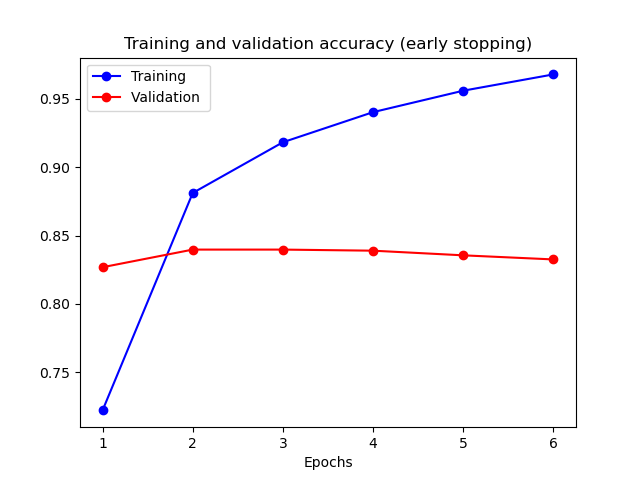 Training and validation accuracy (early stopping)
Training
Validation
0.95
0.90
0.85
0.80
0.75
1 2 3 4 5 6
Epochs